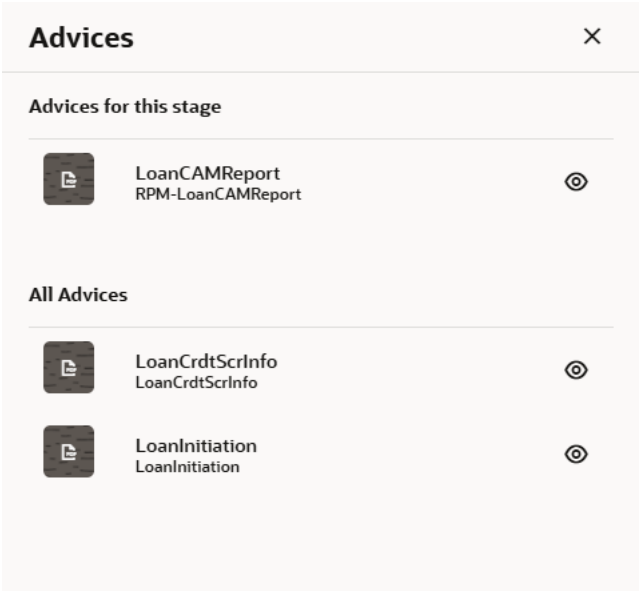 Advices
Advices for this stage
LoanCAMReport
RPM-LoanCAMReport
All Advices
LoanCrdtScrInfo
LoanCrdtScrInfo
LoanInitiation
LoanInitiation